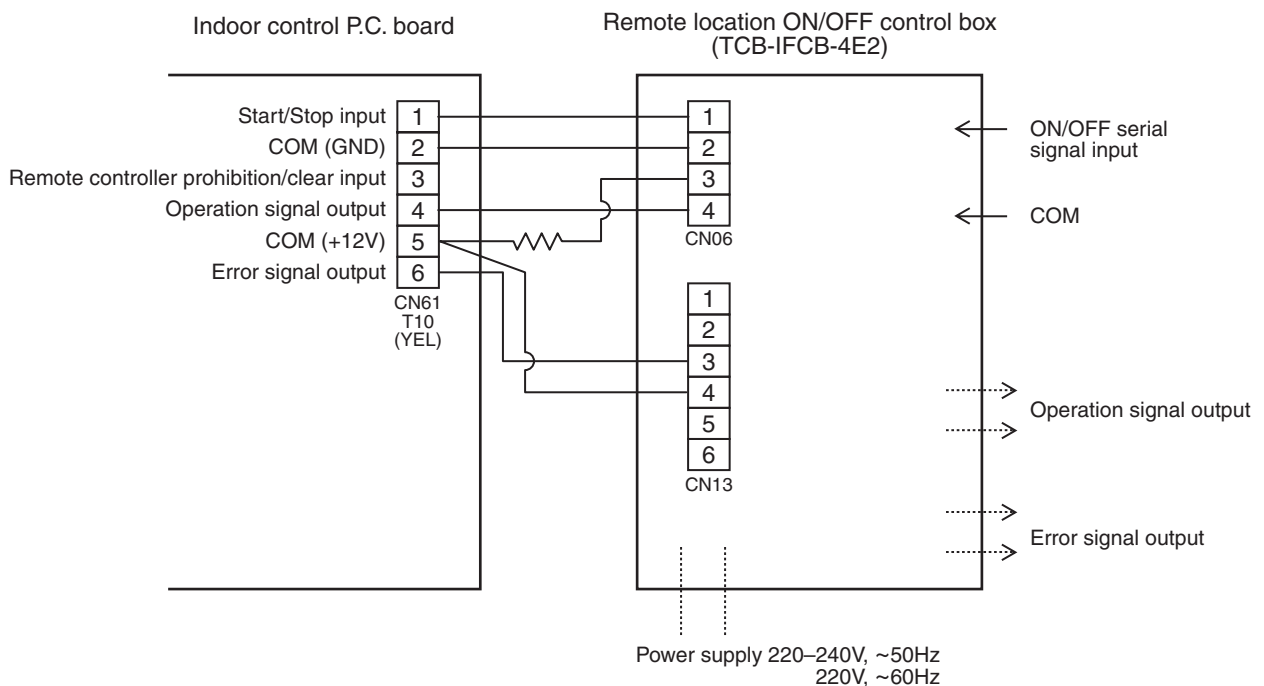 Indoor control P.C. board
Remote location ON/OFF control box
(TCB-IFCB-4E2)
Start/Stop input 1
COM (GND) 2
Remote controller prohibition/clear input 3
Operation signal output 4
COM (+12V) 5
Error signal output 6
CN61
T10
(YEL)
1
2
3
4
CN06
1
2
3
4
5
6
CN13
ON/OFF serial
signal input
COM
Operation signal output
Error signal output
Power supply 220–240V, ~50Hz
220V, ~60Hz